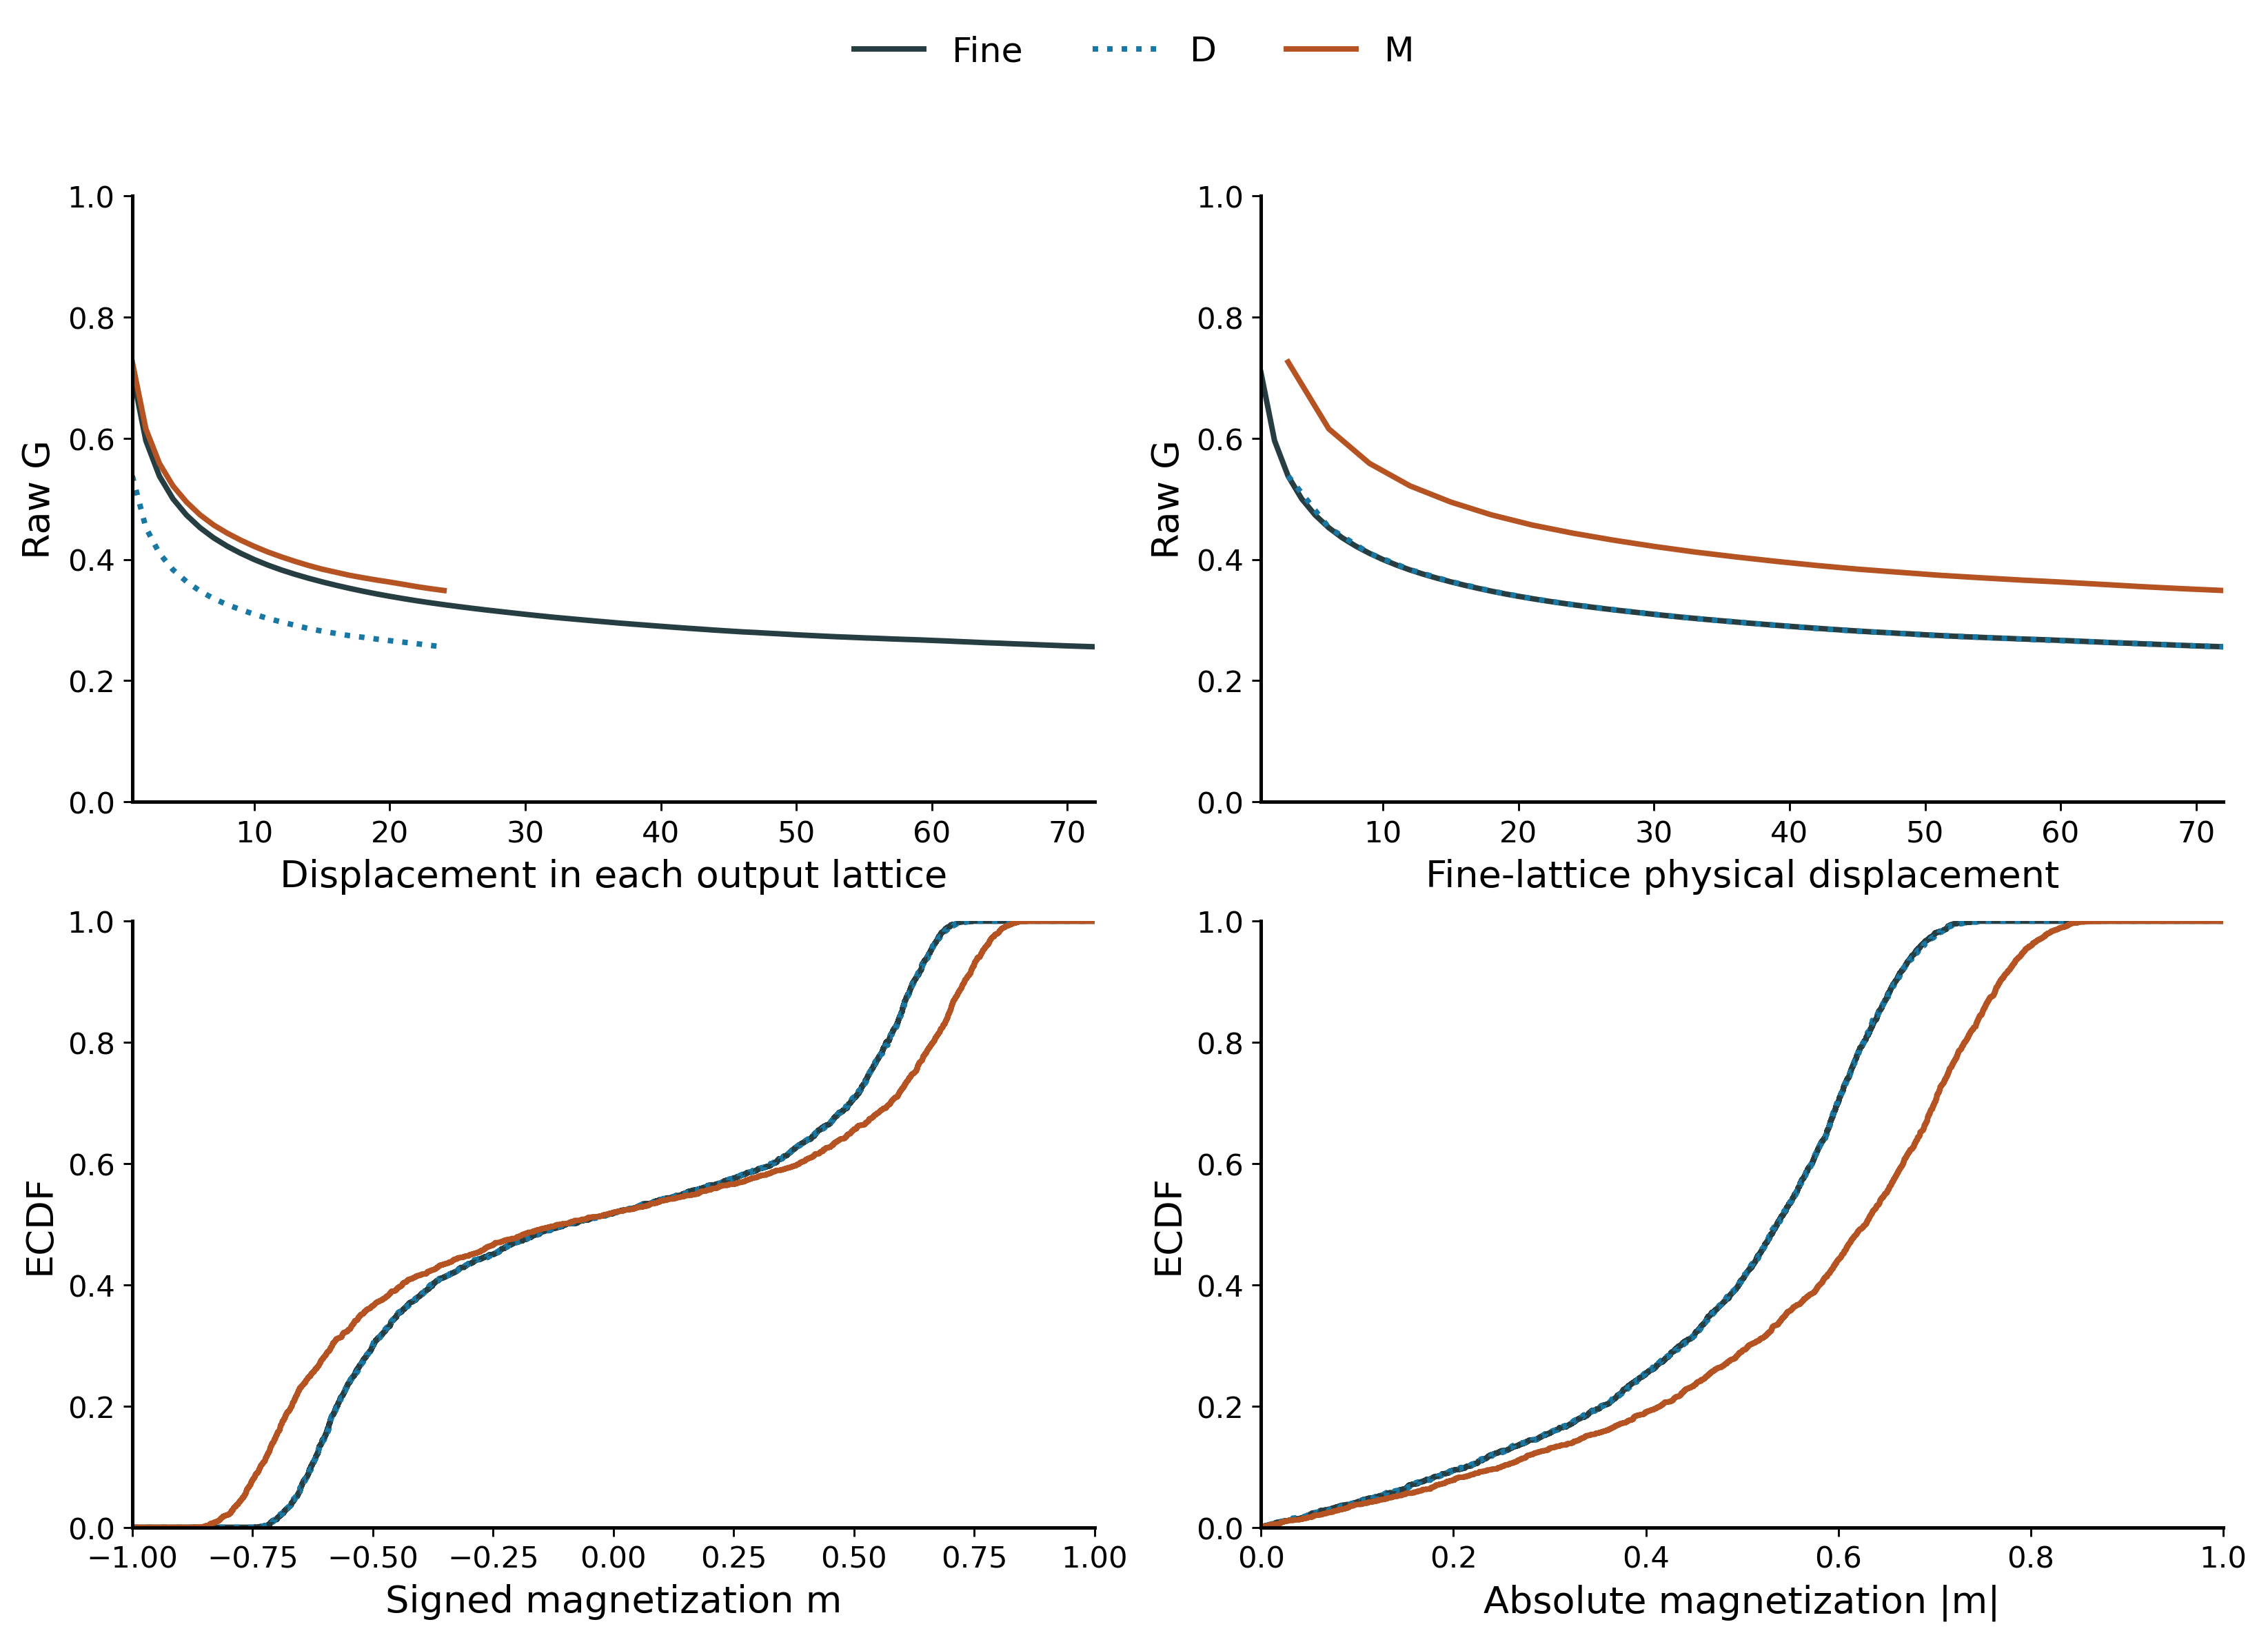 Fine D M
1.0
0.8
0.6
0.4
0.2
0.0
Raw G
10 20 30 40 50 60 70
Displacement in each output lattice
1.0
0.8
0.6
0.4
0.2
0.0
Raw G
10 20 30 40 50 60 70
Fine-lattice physical displacement
1.0
0.8
0.6
0.4
0.2
0.0
ECDF
−1.00 −0.75 −0.50 −0.25 0.00 0.25 0.50 0.75 1.00
Signed magnetization m
1.0
0.8
0.6
0.4
0.2
0.0
ECDF
0.0 0.2 0.4 0.6 0.8 1.0
Absolute magnetization |m|